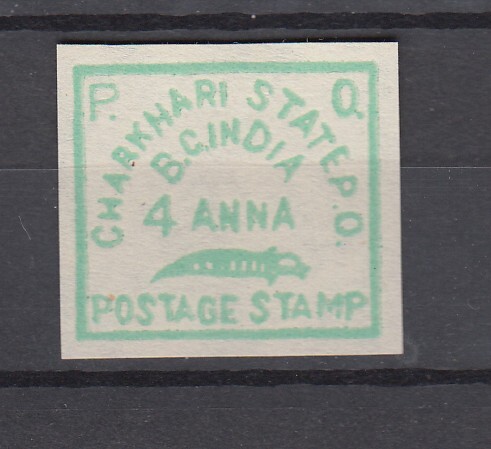 P. O.
CHARKHARI STATE P.O.
B.C.INDIA
4 ANNA
POSTAGE STAMP